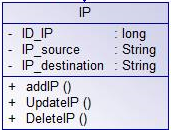 IP
- ID_IP : long
- IP_source : String
- IP_destination : String
+ addIP ()
+ UpdateIP ()
+ DeleteIP ()